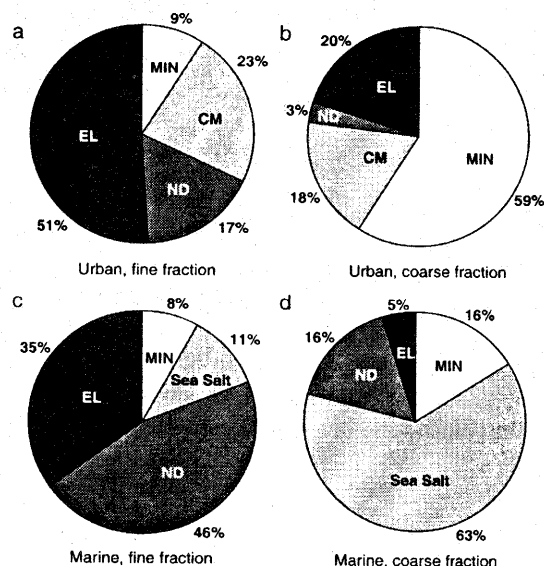 a
9%
MIN
23%
CM
EL
ND
51%
17%
Urban, fine fraction
b
20%
EL
3%
ND
CM
MIN
18%
59%
Urban, coarse fraction
c
8%
35%
MIN
11%
Sea Salt
EL
ND
46%
Marine, fine fraction
d
5%
16%
16%
EL
MIN
ND
Sea Salt
63%
Marine, coarse fraction